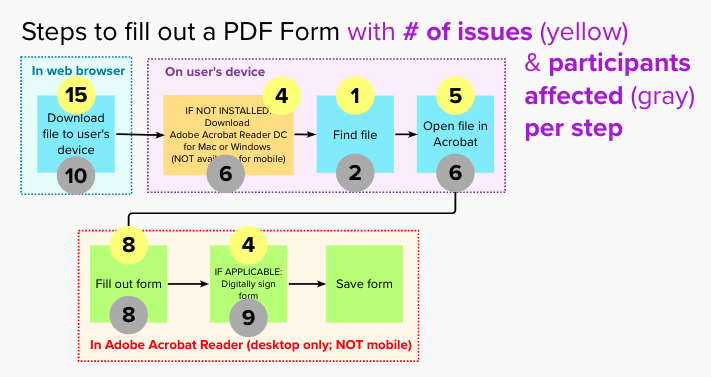 Steps to fill out a PDF Form with # of issues (yellow)
& participants
affected (gray)
per step
In web browser
15
Download
file to user's
device
10
On user's device
4
IF NOT INSTALLED:
Download
Adobe Acrobat Reader DC
for Mac or Windows
(NOT for mobile)
6
1
Find file
2
5
Open file in
Acrobat
6
8
Fill out form
8
4
IF APPLICABLE:
Digitally sign
form
9
Save form
In Adobe Acrobat Reader (desktop only; NOT mobile)